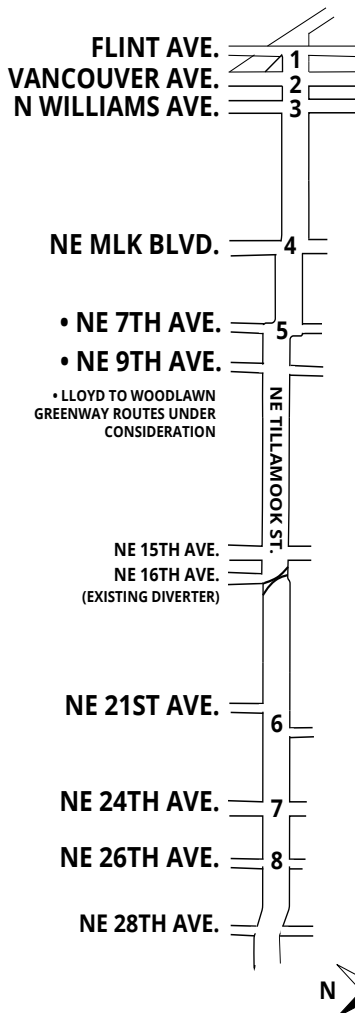 FLINT AVE.
1
VANCOUVER AVE.
2
N WILLIAMS AVE.
3
NE MLK BLVD.
4
• NE 7TH AVE.
5
• NE 9TH AVE.
• LLOYD TO WOODLAWN
GREENWAY ROUTES UNDER
CONSIDERATION
NE TILLAMOOK ST.
NE 15TH AVE.
NE 16TH AVE.
(EXISTING DIVERTER)
NE 21ST AVE.
6
NE 24TH AVE.
7
NE 26TH AVE.
8
NE 28TH AVE.
N